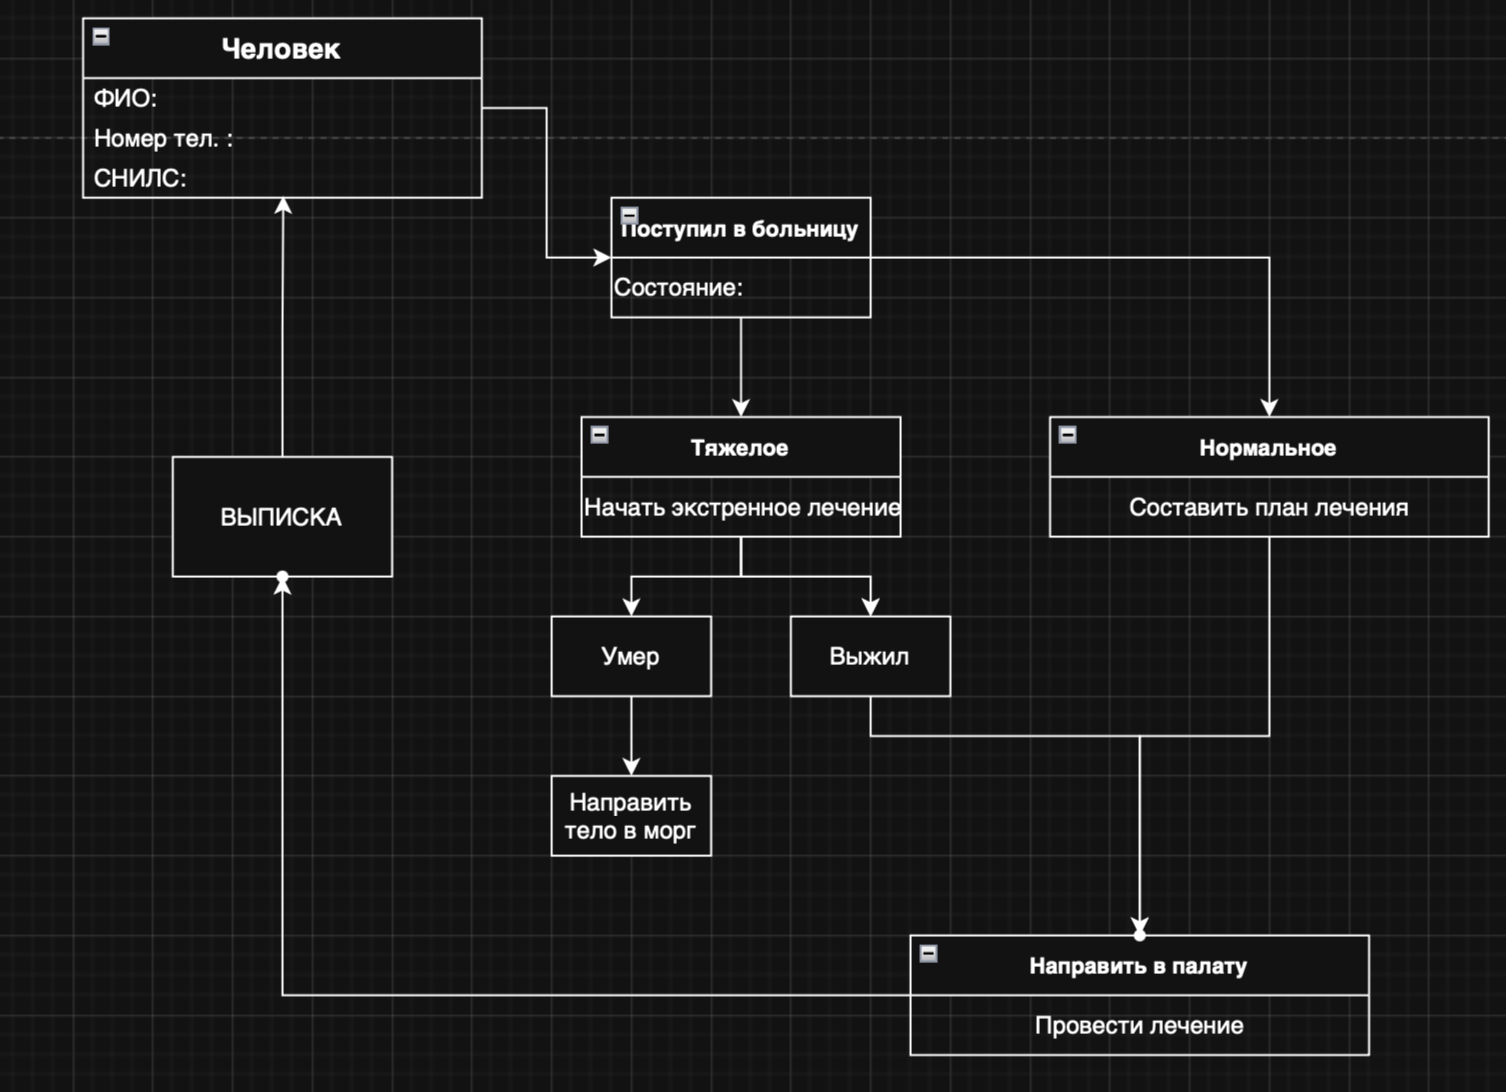 Человек
ФИО:
Номер тел. :
СНИЛС:
Поступил в больницу
Состояние:
Тяжелое
Начать экстренное лечение
Нормальное
Составить план лечения
ВЫПИСКА
Умер
Выжил
Направить
тело в морг
Направить в палату
Провести лечение